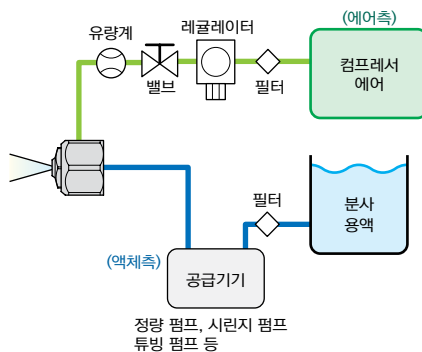 (에어측)
레귤레이터
유량계
밸브
필터
컴프레서
에어
필터
분사
용액
(액체측)
공급기기
정량 펌프, 시린지 펌프
튜빙 펌프 등